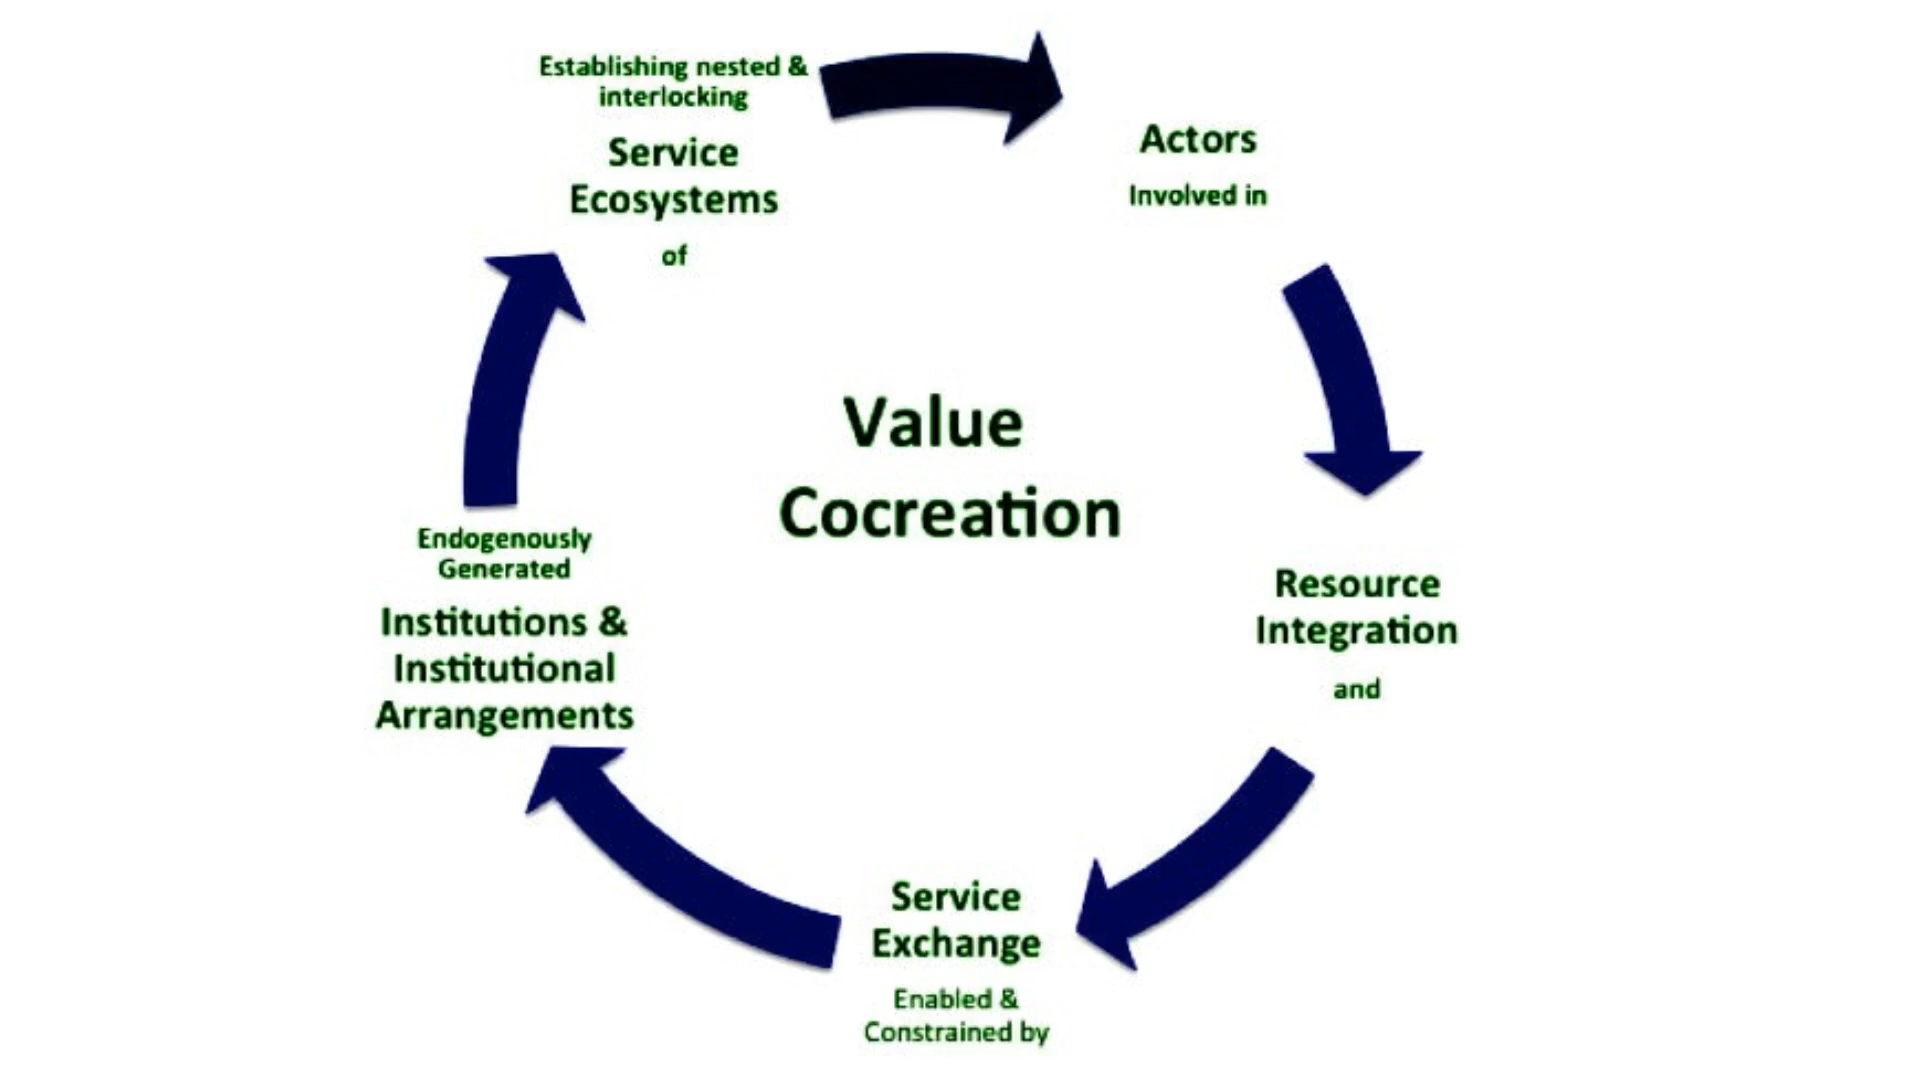 Establishing nested &
interlocking
Service
Ecosystems
of
Actors
Involved in
Value
Cocreation
Resource
Integration
and
Endogenously
Generated
Institutions &
Institutional
Arrangements
Service
Exchange
Enabled &
Constrained by